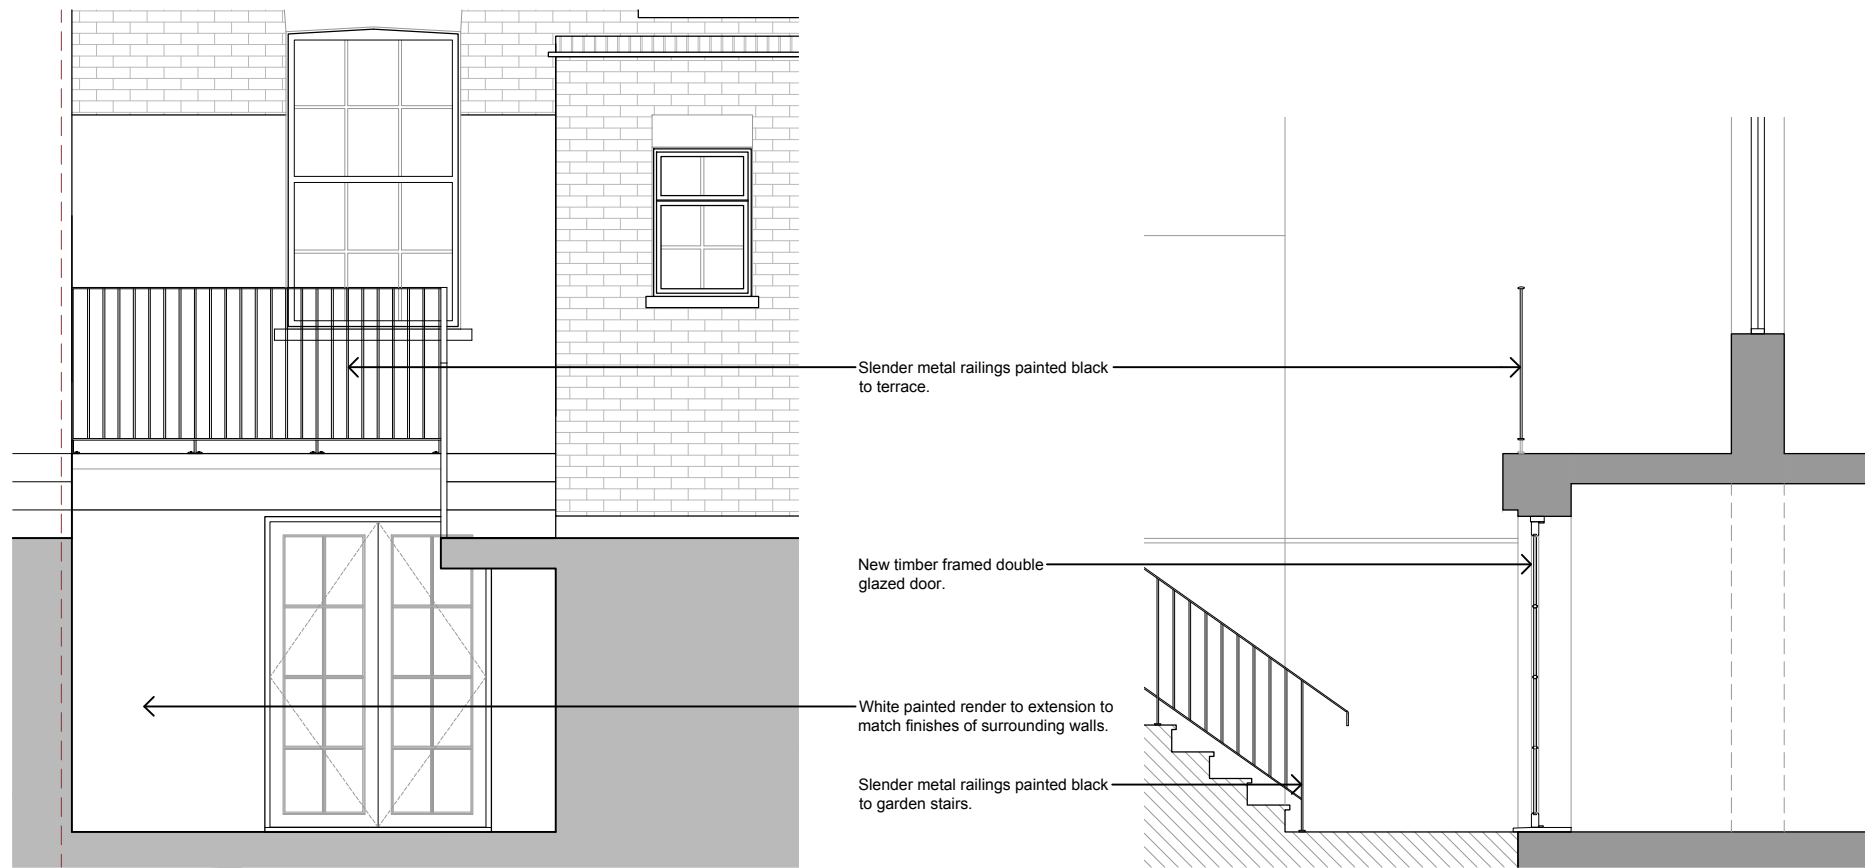 Slender metal railings painted black
to terrace.
New timber framed double
glazed door.
White painted render to extension to
match finishes of surrounding walls.
Slender metal railings painted black
to garden stairs.